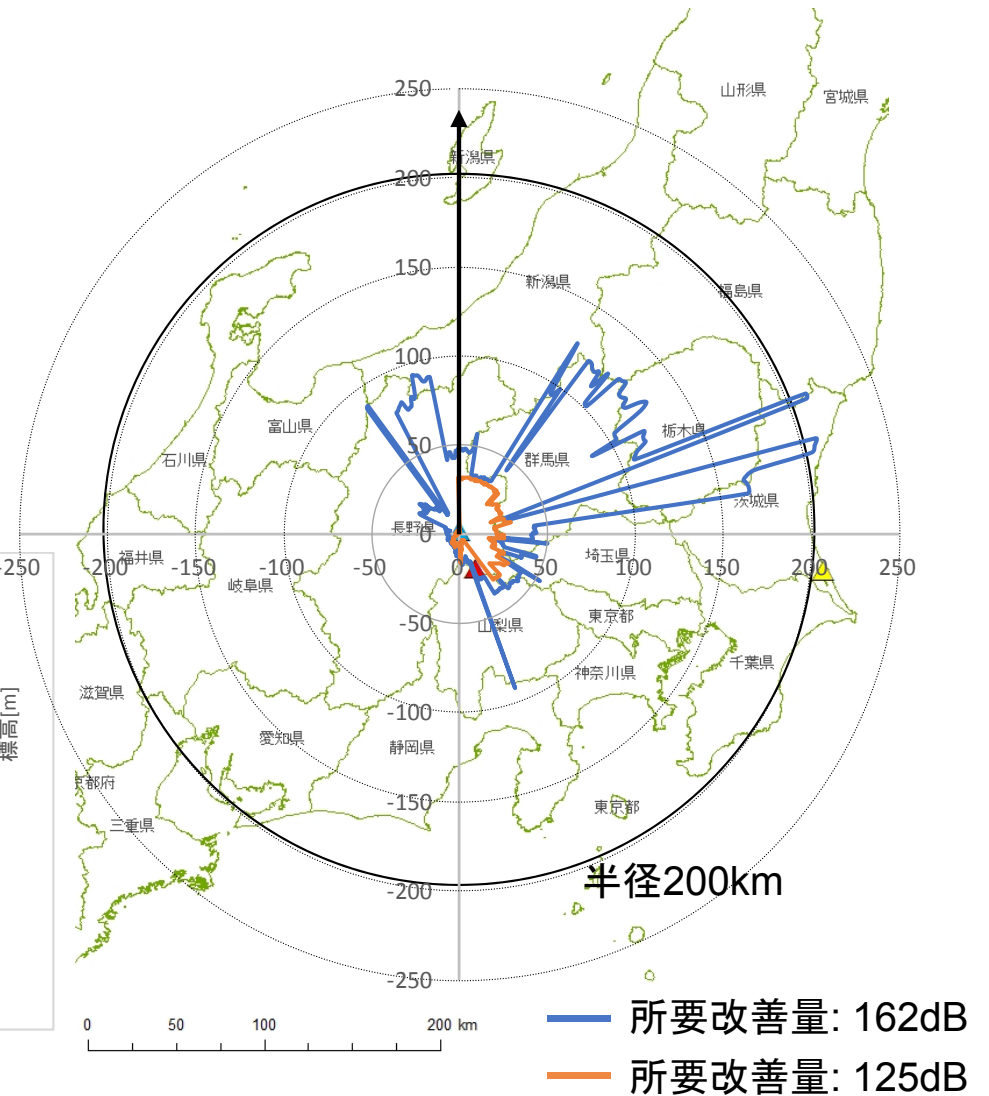 山形県
宮城県
250
新潟県
200
150
新潟県
福島県
100
富山県
石川県
50
群馬県
栃木県
茨城県
長野県
0
福井県
岐阜県
埼玉県
-250
-200
-150
-100
-50
0
50
100
150
200
250
-50
山梨県
東京都
神奈川県
千葉県
滋賀県
-100
愛知県
静岡県
標高[m]
京都府
-150
東京都
三重県
-200
半径200km
-250
0
50
100
200 km
所要改善量: 162dB
所要改善量: 125dB